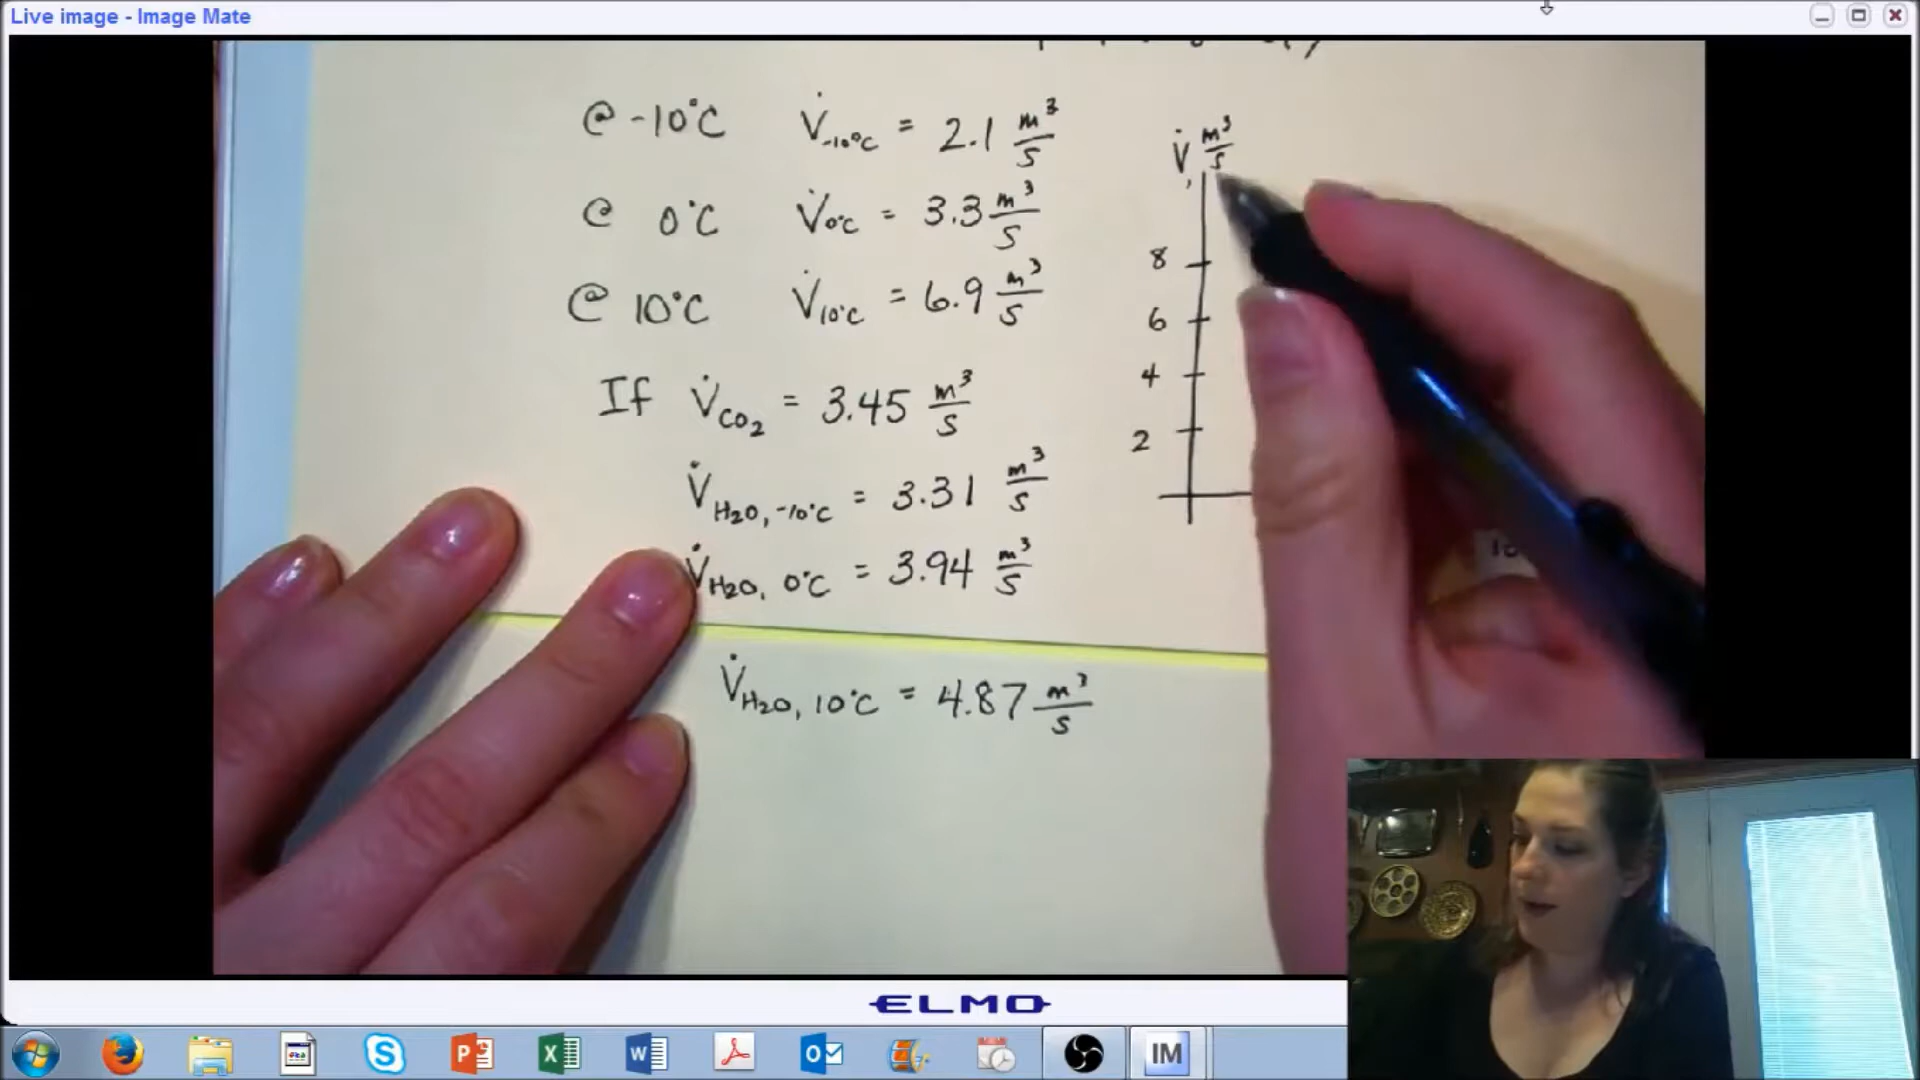 Live image - Image Mate
@ -10°C V̇-10°C = 2.1 m³/s
@ 0°C V̇0°C = 3.3 m³/s
@ 10°C V̇10°C = 6.9 m³/s
If V̇CO₂ = 3.45 m³/s
V̇H₂O, -10°C = 3.31 m³/s
V̇H₂O, 0°C = 3.94 m³/s
V̇H₂O, 10°C = 4.87 m³/s
V̇, m³/s
8
6
4
2
ELMO
IM